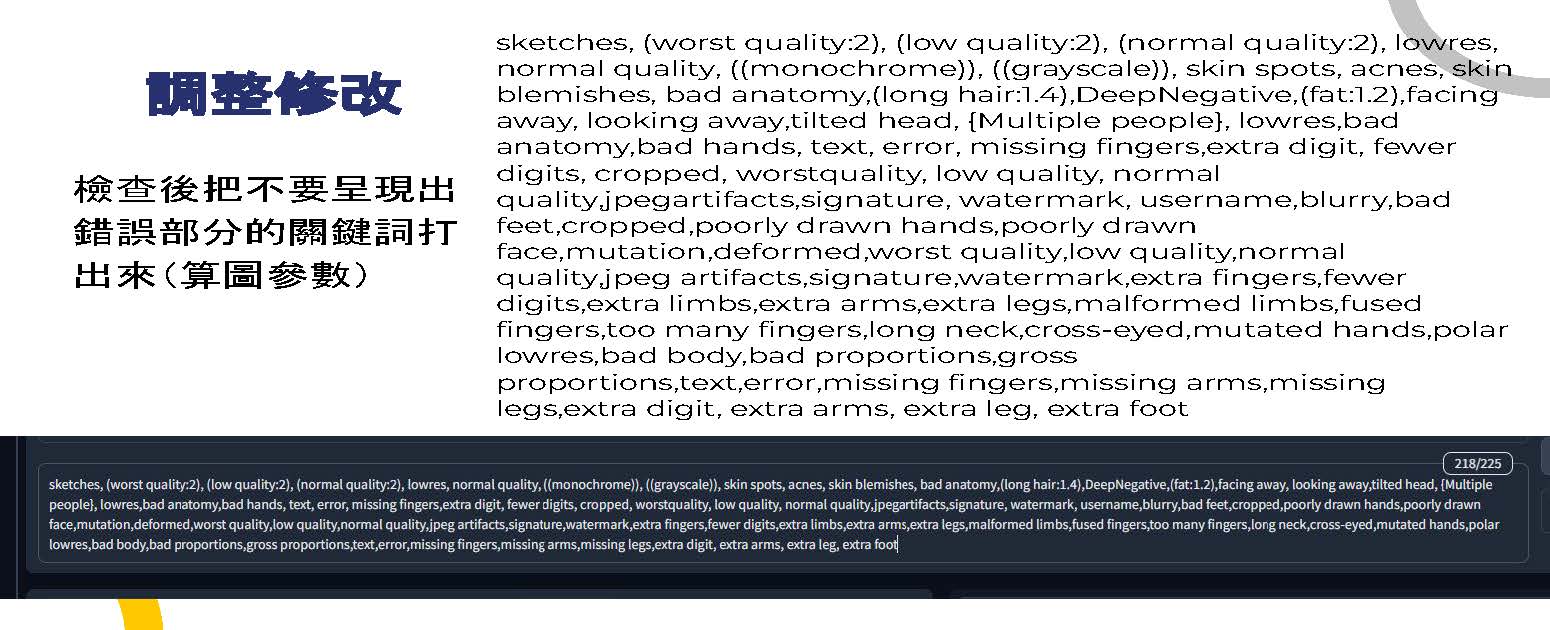 調整修改
檢查後把不要呈現出
錯誤部分的關鍵詞打
出來(算圖參數)
sketches, (worst quality:2), (low quality:2), (normal quality:2), lowres,
normal quality, ((monochrome)), ((grayscale)), skin spots, acnes, skin
blemishes, bad anatomy,(long hair:1.4),DeepNegative,(fat:1.2),facing
away, looking away,tilted head, {Multiple people}, lowres,bad
anatomy,bad hands, text, error, missing fingers,extra digit, fewer
digits, cropped, worstquality, low quality, normal
quality,jpegartifacts,signature, watermark, username,blurry,bad
feet,cropped,poorly drawn hands,poorly drawn
face,mutation,deformed,worst quality,low quality,normal
quality,jpeg artifacts,signature,watermark,extra fingers,fewer
digits,extra limbs,extra arms,extra legs,malformed limbs,fused
fingers,too many fingers,long neck,cross-eyed,mutated hands,polar
lowres,bad body,bad proportions,gross
proportions,text,error,missing fingers,missing arms,missing
legs,extra digit, extra arms, extra leg, extra foot
218/225
sketches, (worst quality:2), (low quality:2), (normal quality:2), lowres, normal quality, ((monochrome)), ((grayscale)), skin spots, acnes, skin blemishes, bad anatomy,(long hair:1.4),DeepNegative,(fat:1.2),facing away, looking away,tilted head, {Multiple
people}, lowres,bad anatomy,bad hands, text, error, missing fingers,extra digit, fewer digits, cropped, worstquality, low quality, normal quality,jpegartifacts,signature, watermark, username,blurry,bad feet,cropped,poorly drawn hands,poorly drawn
face,mutation,deformed,worst quality,low quality,normal quality,jpeg artifacts,signature,watermark,extra fingers,fewer digits,extra limbs,extra arms,extra legs,malformed limbs,fused fingers,too many fingers,long neck,cross-eyed,mutated hands,polar
lowres,bad body,bad proportions,gross proportions,text,error,missing fingers,missing arms,missing legs,extra digit, extra arms, extra leg, extra foot